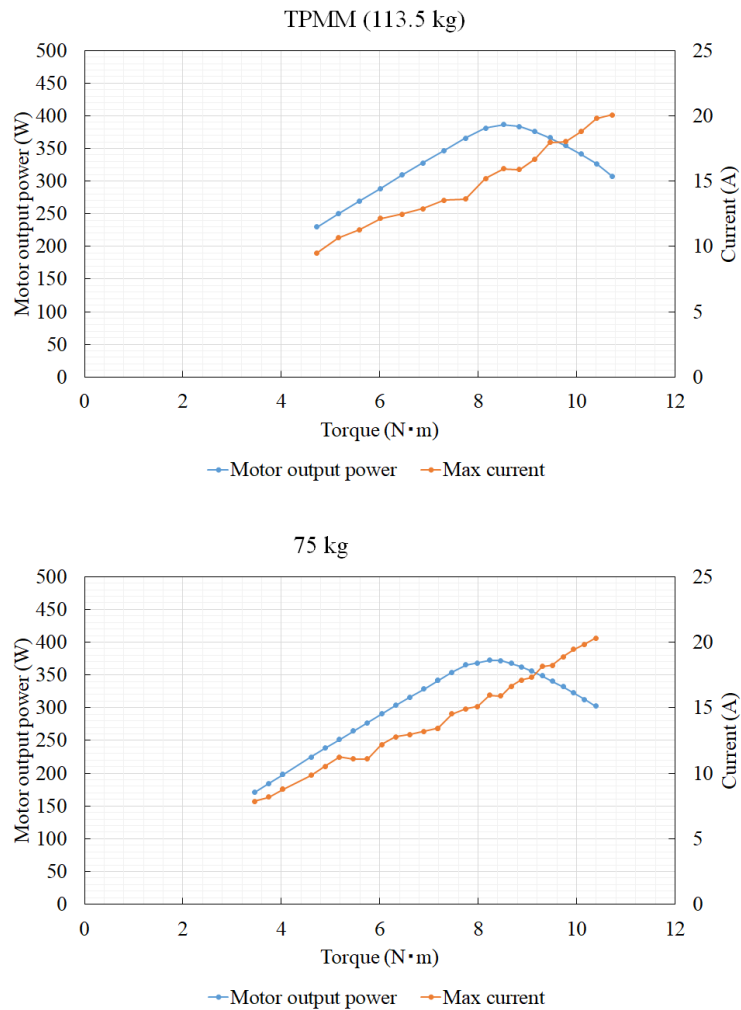 TPMM (113.5 kg)
500
450
400
350
300
250
200
150
100
50
0
Motor output power (W)
25
20
15
10
5
0
Current (A)
0 2 4 6 8 10 12
Torque (N・m)
Motor output power Max current
75 kg
500
450
400
350
300
250
200
150
100
50
0
Motor output power (W)
25
20
15
10
5
0
Current (A)
0 2 4 6 8 10 12
Torque (N・m)
Motor output power Max current